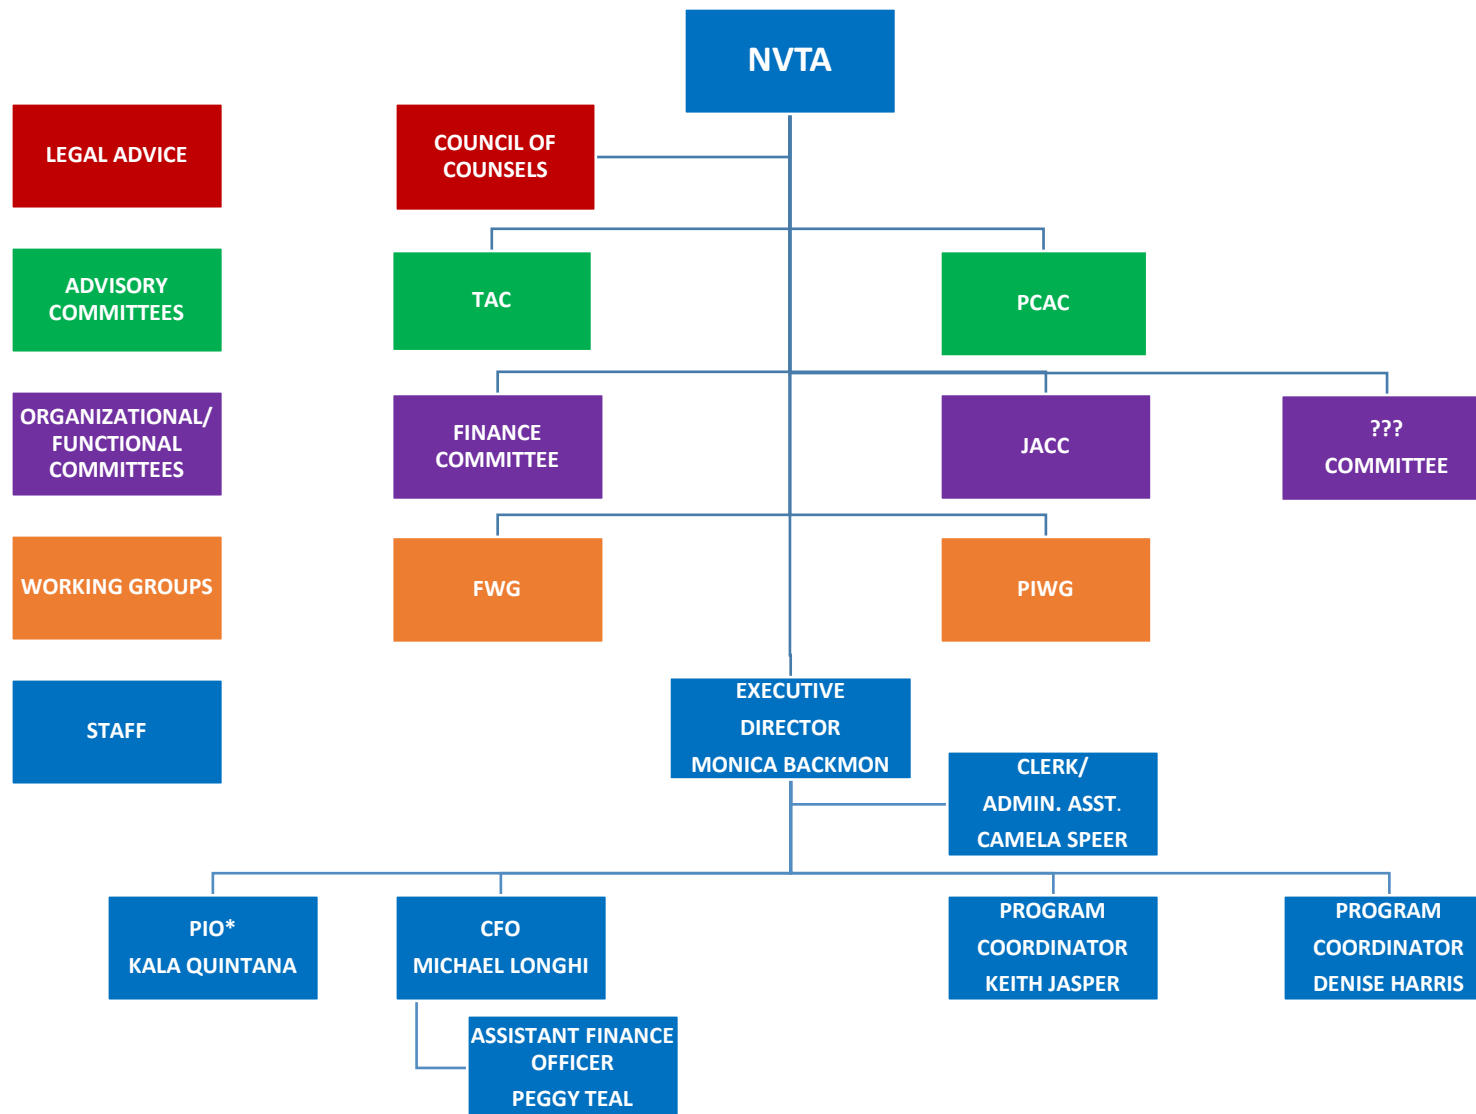 NVTA
LEGAL ADVICE
COUNCIL OF
COUNSELS
ADVISORY
COMMITTEES
TAC
PCAC
ORGANIZATIONAL/
FUNCTIONAL
COMMITTEES
FINANCE
COMMITTEE
JACC
???
COMMITTEE
WORKING GROUPS
FWG
PIWG
STAFF
EXECUTIVE
DIRECTOR
MONICA BACKMON
CLERK/
ADMIN. ASST.
CAMELA SPEER
PIO*
KALA QUINTANA
CFO
MICHAEL LONGHI
PROGRAM
COORDINATOR
KEITH JASPER
PROGRAM
COORDINATOR
DENISE HARRIS
ASSISTANT FINANCE
OFFICER
PEGGY TEAL